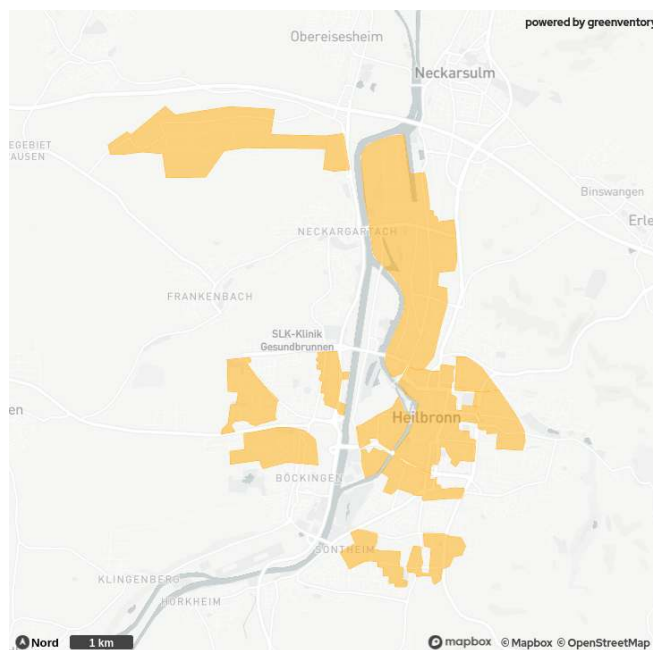 powered by greenventory
Obereisesheim
Neckarsulm
EGEBIET
HAUSEN
Binswangen
Erle
NECKARGARTACH
FRANKENBACH
SLK-Klinik
Gesundbrunnen
en
Heilbronn
BÖCKINGEN
SONTHEIM
KLINGENBERG
HORKHEIM
Nord
1 km
mapbox
© Mapbox © OpenStreetMap